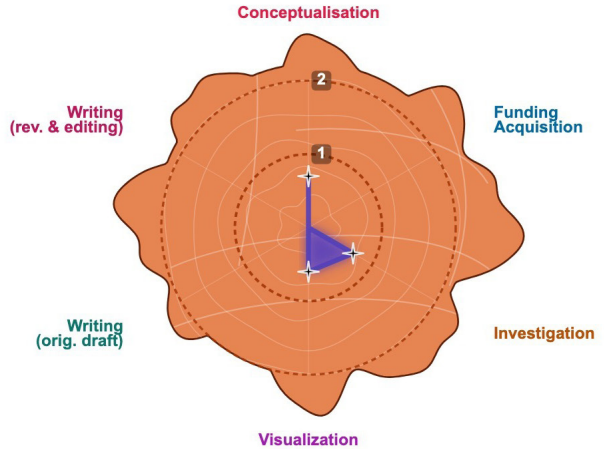 Conceptualisation
2
Writing
(rev. & editing)
Funding
Acquisition
1
Writing
(orig. draft)
Investigation
Visualization